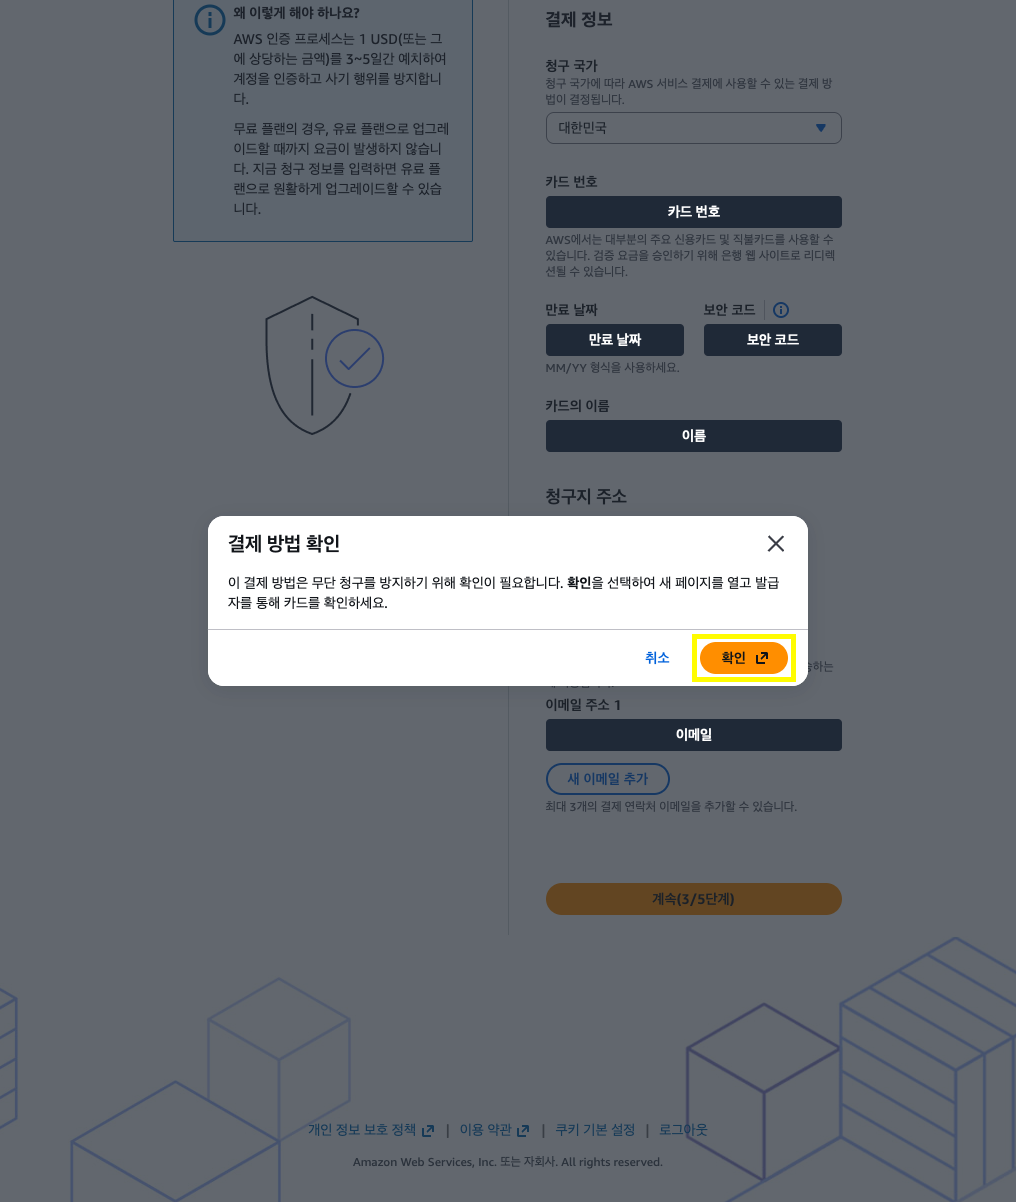 왜 이렇게 해야 하나요?
AWS 인증 프로세스는 1 USD(또는 그
에 상당하는 금액)를 3~5일간 예치하여
계정을 인증하고 사기 행위를 방지합니
다.
무료 플랜의 경우, 유료 플랜으로 업그레
이드할 때까지 요금이 발생하지 않습니
다. 지금 청구 정보를 입력하면 유료 플
랜으로 원활하게 업그레이드할 수 있습
니다.
결제 정보
청구 국가
청구 국가에 따라 AWS 서비스 결제에 사용할 수 있는 결제 방
법이 결정됩니다.
대한민국
카드 번호
카드 번호
AWS에서는 대부분의 주요 신용카드 및 직불카드를 사용할 수
있습니다. 검증 요금을 승인하기 위해 은행 웹 사이트로 리디렉
션될 수 있습니다.
만료 날짜
보안 코드
만료 날짜
보안 코드
MM/YY 형식을 사용하세요.
카드의 이름
이름
청구지 주소
결제 방법 확인
이 결제 방법은 무단 청구를 방지하기 위해 확인이 필요합니다. 확인을 선택하여 새 페이지를 열고 발급
자를 통해 카드를 확인하세요.
취소
확인
송하는
이메일 주소 1
이메일
새 이메일 추가
최대 3개의 결제 연락처 이메일을 추가할 수 있습니다.
계속(3/5단계)
개인 정보 보호 정책 | 이용 약관 | 쿠키 기본 설정 | 로그아웃
Amazon Web Services, Inc. 또는 자회사. All rights reserved.